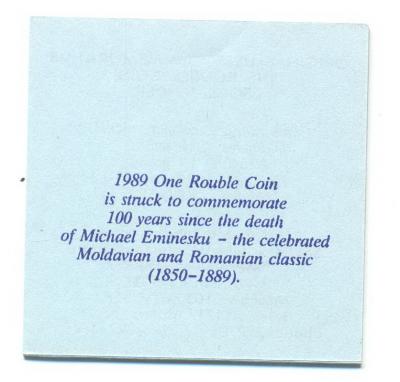 1989 One Rouble Coin
is struck to commemorate
100 years since the death
of Michael Eminesku – the celebrated
Moldavian and Romanian classic
(1850–1889).